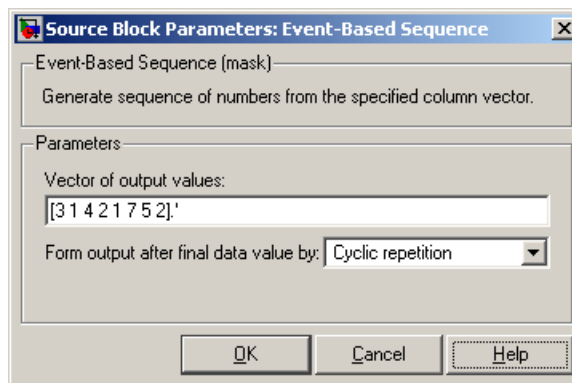 Source Block Parameters: Event-Based Sequence
Event-Based Sequence (mask)
Generate sequence of numbers from the specified column vector.
Parameters
Vector of output values:
[3 1 4 2 1 7 5 2].'
Form output after final data value by: Cyclic repetition
OK Cancel Help